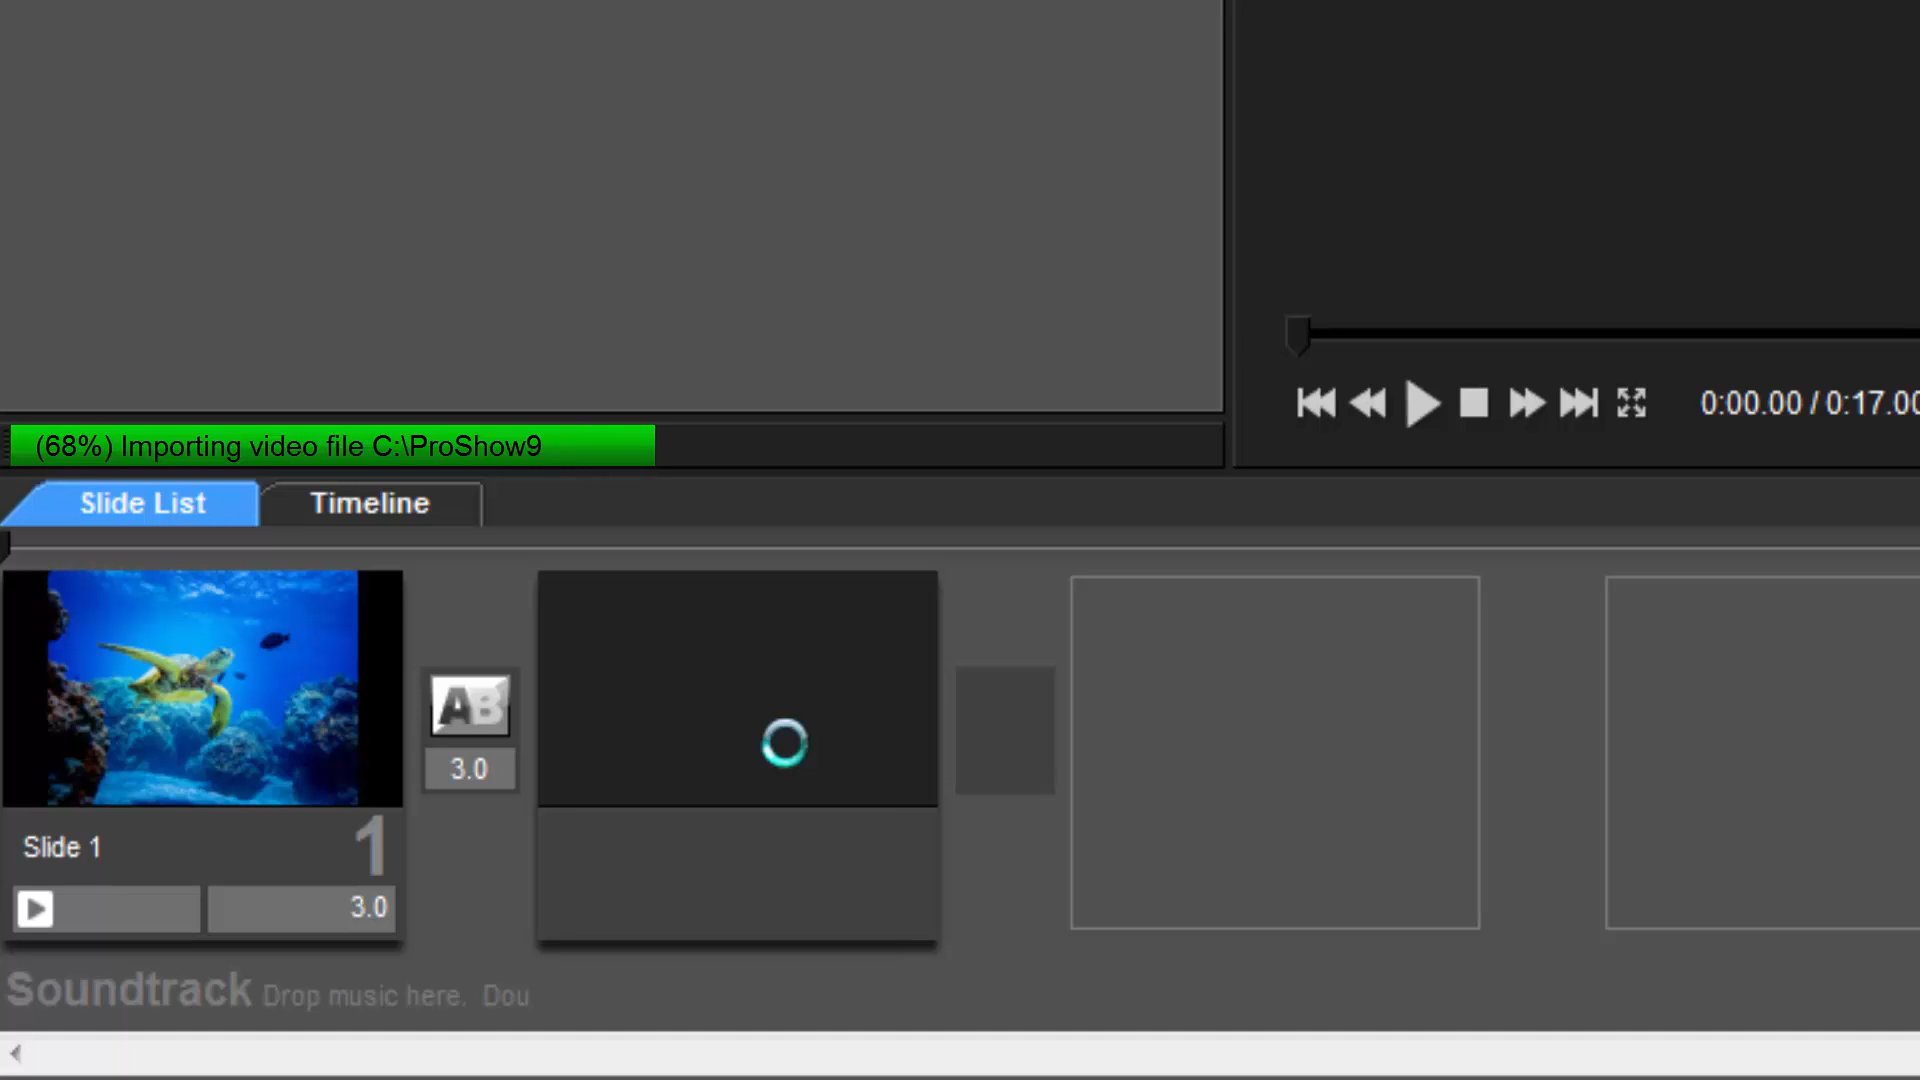 0:00.00 / 0:17.00
(68%) Importing video file C:\ProShow9
Slide List
Timeline
AB
3.0
Slide 1
1
3.0
Soundtrack Drop music here. Dou